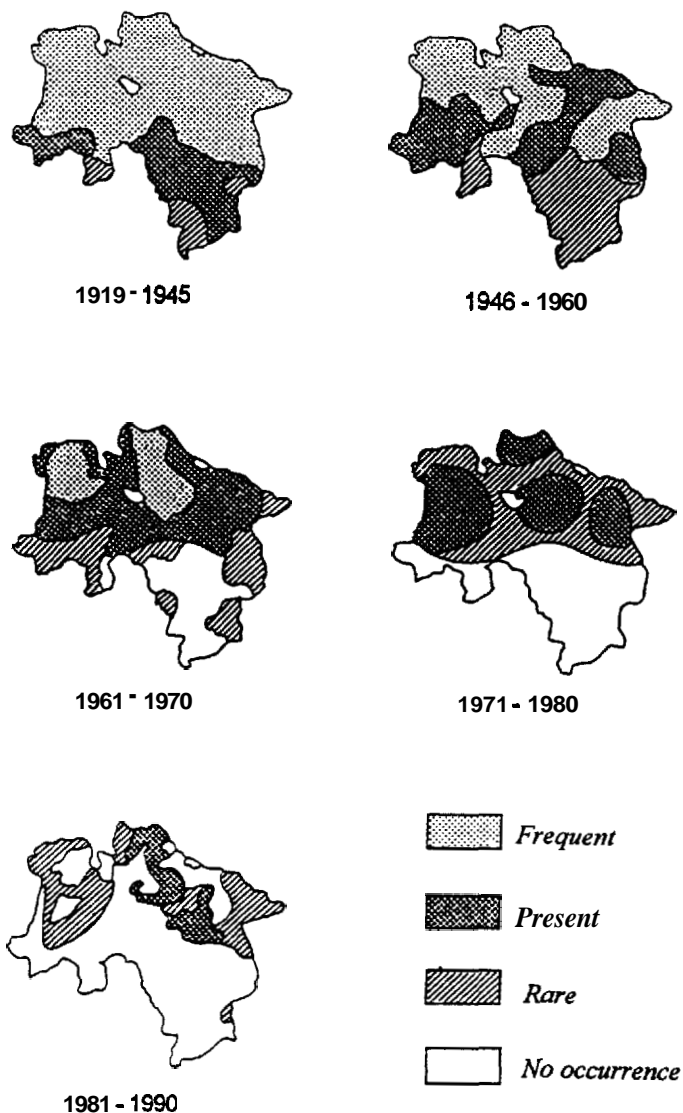 1919 - 1945
1946 - 1960
1961 - 1970
1971 - 1980
1981 - 1990
Frequent
Present
Rare
No occurrence